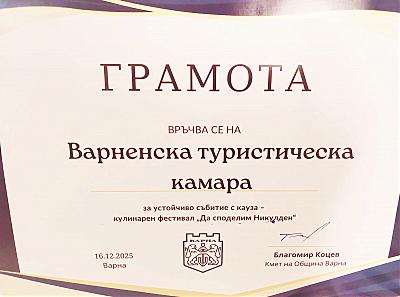 ГРАМОТА
ВРЪЧВА СЕ НА
Варненска туристическа
камара
за устойчиво събитие с кауза –
кулинарен фестивал „Да споделим Никулден"
ВАРНА
16.12.2025
Варна
Благомир Коцев
Кмет на Община Варна